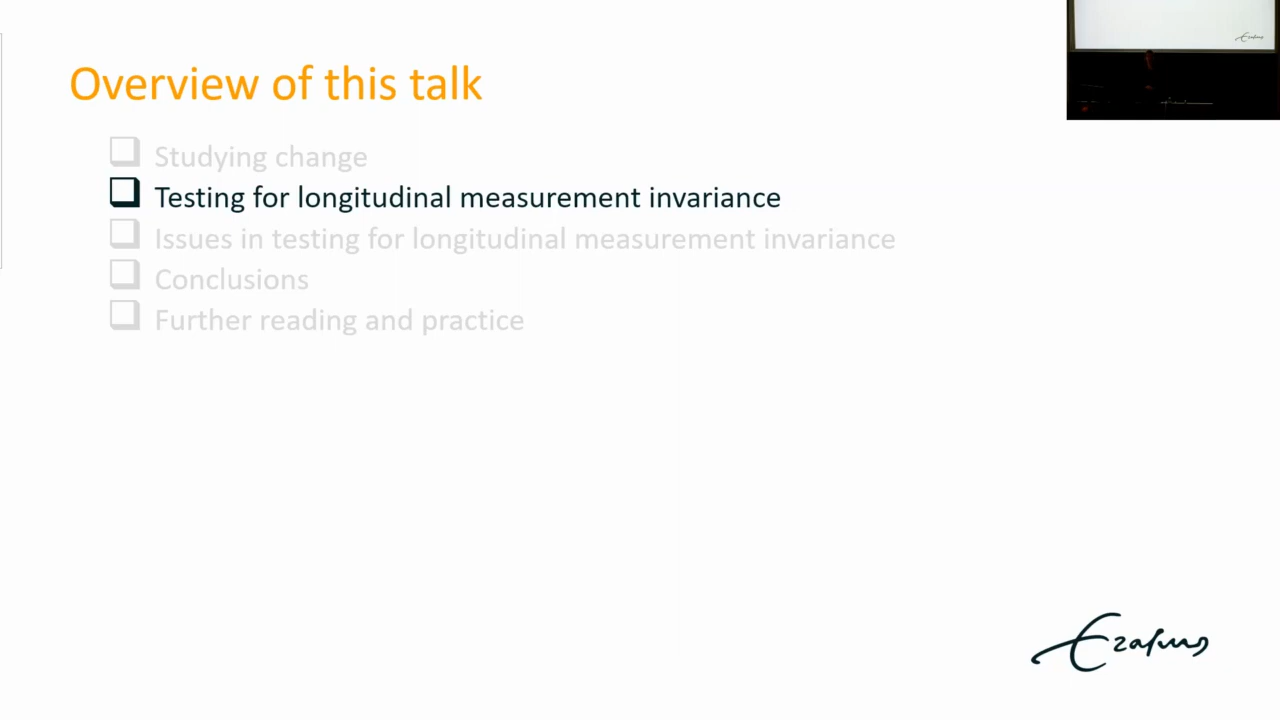 Overview of this talk
Studying change
Testing for longitudinal measurement invariance
Issues in testing for longitudinal measurement invariance
Conclusions
Further reading and practice
Erasmus